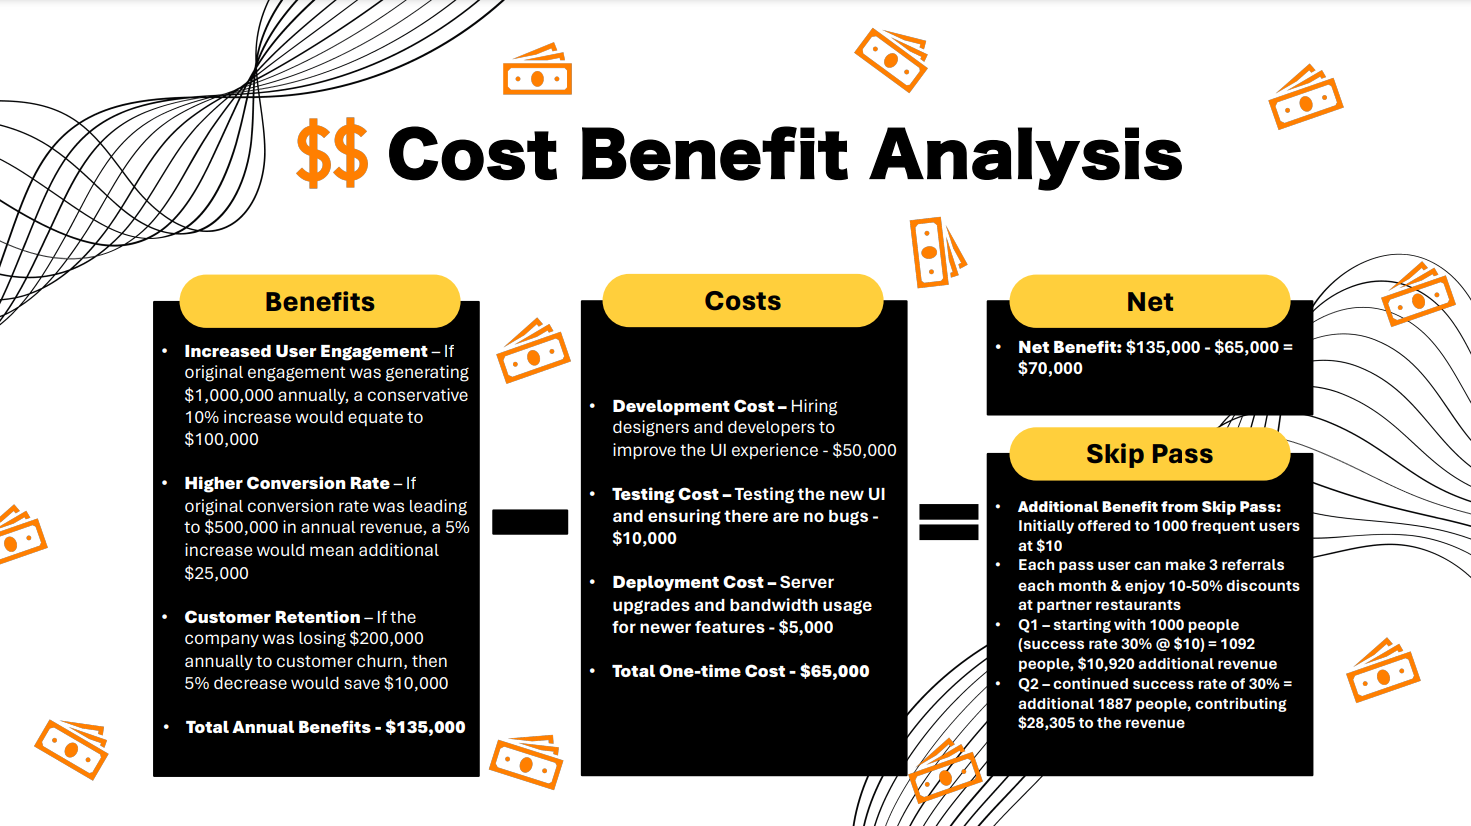 $$ Cost Benefit Analysis
Benefits
• Increased User Engagement – If
original engagement was generating
$1,000,000 annually, a conservative
10% increase would equate to
$100,000
• Higher Conversion Rate – If
original conversion rate was leading
to $500,000 in annual revenue, a 5%
increase would mean additional
$25,000
• Customer Retention – If the
company was losing $200,000
annually to customer churn, then
5% decrease would save $10,000
• Total Annual Benefits - $135,000
Costs
• Development Cost – Hiring
designers and developers to
improve the UI experience - $50,000
• Testing Cost – Testing the new UI
and ensuring there are no bugs -
$10,000
• Deployment Cost – Server
upgrades and bandwidth usage
for newer features - $5,000
• Total One-time Cost - $65,000
Net
• Net Benefit: $135,000 - $65,000 =
$70,000
Skip Pass
• Additional Benefit from Skip Pass:
Initially offered to 1000 frequent users
at $10
• Each pass user can make 3 referrals
each month & enjoy 10-50% discounts
at partner restaurants
• Q1 – starting with 1000 people
(success rate 30% @ $10) = 1092
people, $10,920 additional revenue
• Q2 – continued success rate of 30% =
additional 1887 people, contributing
$28,305 to the revenue